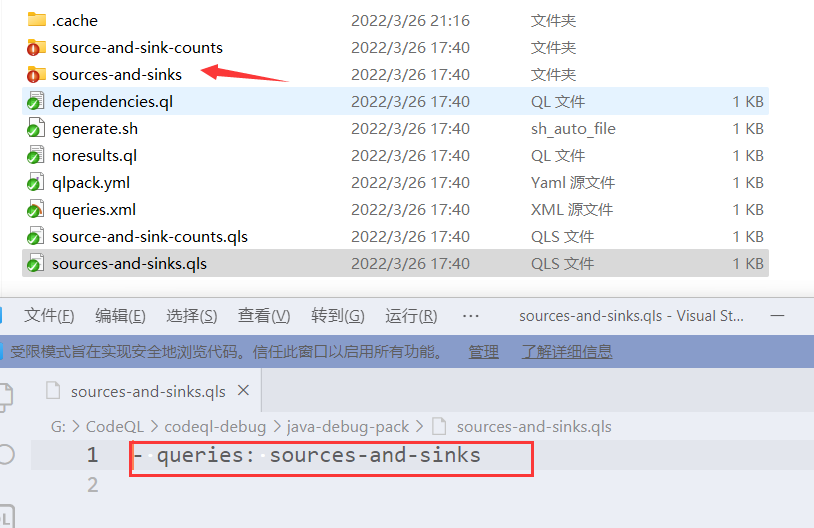 .cache 2022/3/26 21:16 文件夹
source-and-sink-counts 2022/3/26 17:40 文件夹
sources-and-sinks 2022/3/26 17:40 文件夹
dependencies.ql 2022/3/26 17:40 QL 文件 1 KB
generate.sh 2022/3/26 17:40 sh_auto_file 1 KB
noresults.ql 2022/3/26 17:40 QL 文件 1 KB
qlpack.yml 2022/3/26 17:40 Yaml 源文件 1 KB
queries.xml 2022/3/26 17:40 XML 源文件 1 KB
source-and-sink-counts.qls 2022/3/26 17:40 QLS 文件 1 KB
sources-and-sinks.qls 2022/3/26 17:40 QLS 文件 1 KB
文件(F) 编辑(E) 选择(S) 查看(V) 转到(G) 运行(R) ··· sources-and-sinks.qls - Visual St...
受限模式旨在实现安全地浏览代码。信任此窗口以启用所有功能。 管理 了解详细信息
sources-and-sinks.qls
G: > CodeQL > codeql-debug > java-debug-pack > sources-and-sinks.qls
1 - queries: sources-and-sinks
2